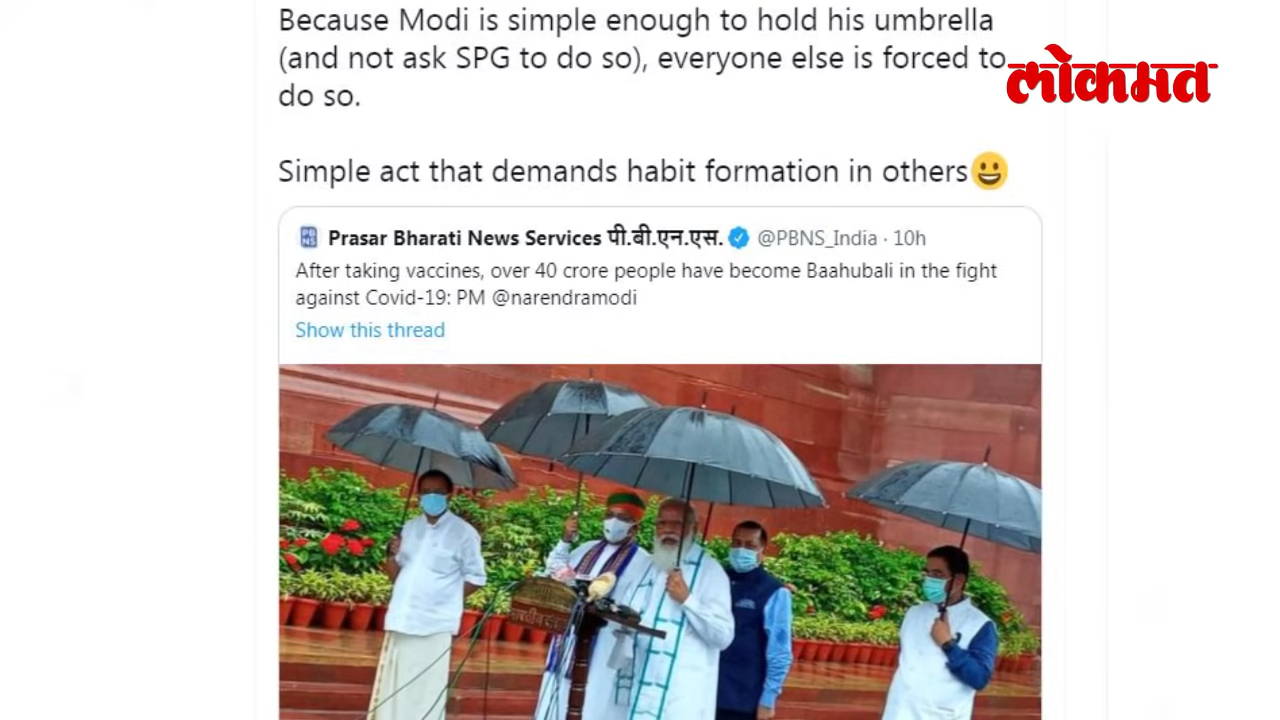 Because Modi is simple enough to hold his umbrella
(and not ask SPG to do so), everyone else is forced to
do so.
लोकमत
Simple act that demands habit formation in others😀
Prasar Bharati News Services पी.बी.एन.एस. @PBNS_India · 10h
After taking vaccines, over 40 crore people have become Baahubali in the fight
against Covid-19: PM @narendramodi
Show this thread